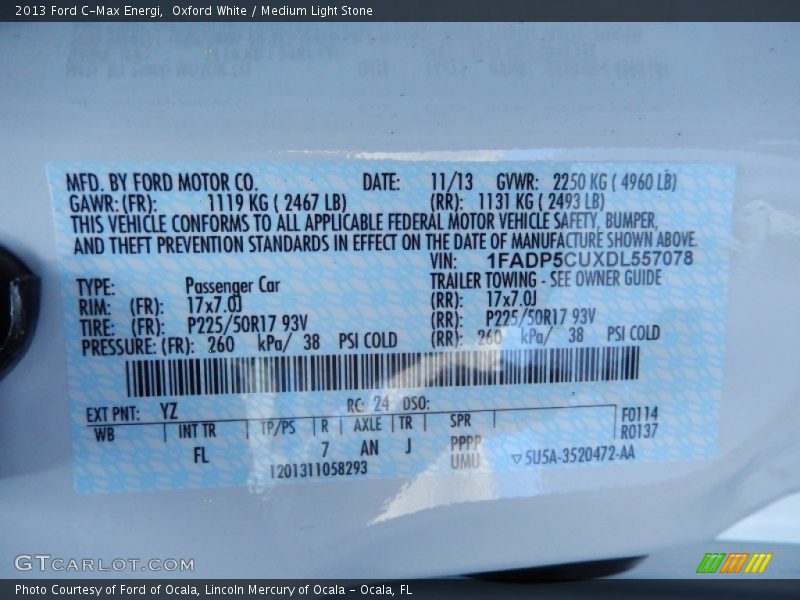 2013 Ford C-Max Energi, Oxford White / Medium Light Stone
MFD. BY FORD MOTOR CO. DATE: 11/13 GVWR: 2250 KG ( 4960 LB)
GAWR: (FR): 1119 KG ( 2467 LB) (RR): 1131 KG ( 2493 LB)
THIS VEHICLE CONFORMS TO ALL APPLICABLE FEDERAL MOTOR VEHICLE SAFETY, BUMPER,
AND THEFT PREVENTION STANDARDS IN EFFECT ON THE DATE OF MANUFACTURE SHOWN ABOVE.
VIN: 1FADP5CUXDL557078
TYPE: Passenger Car TRAILER TOWING - SEE OWNER GUIDE
RIM: (FR): 17x7.0J (RR): 17x7.0J
TIRE: (FR): P225/50R17 93V (RR): P225/50R17 93V
PRESSURE: (FR): 260 kPa/ 38 PSI COLD (RR): 260 kPa/ 38 PSI COLD
EXT PNT: YZ RC: 24 DSO: F0114
WB INT TR TP/PS R AXLE TR SPR R0137
FL 7 AN J PPPP
1201311058293 UMU ▽5U5A-3520472-AA
GTCARLOT.COM
Photo Courtesy of Ford of Ocala, Lincoln Mercury of Ocala - Ocala, FL